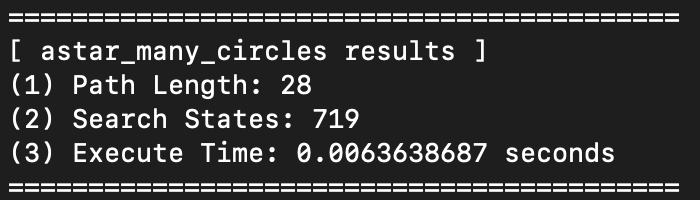 ===========================================
[ astar_many_circles results ]
(1) Path Length: 28
(2) Search States: 719
(3) Execute Time: 0.0063638687 seconds
===========================================